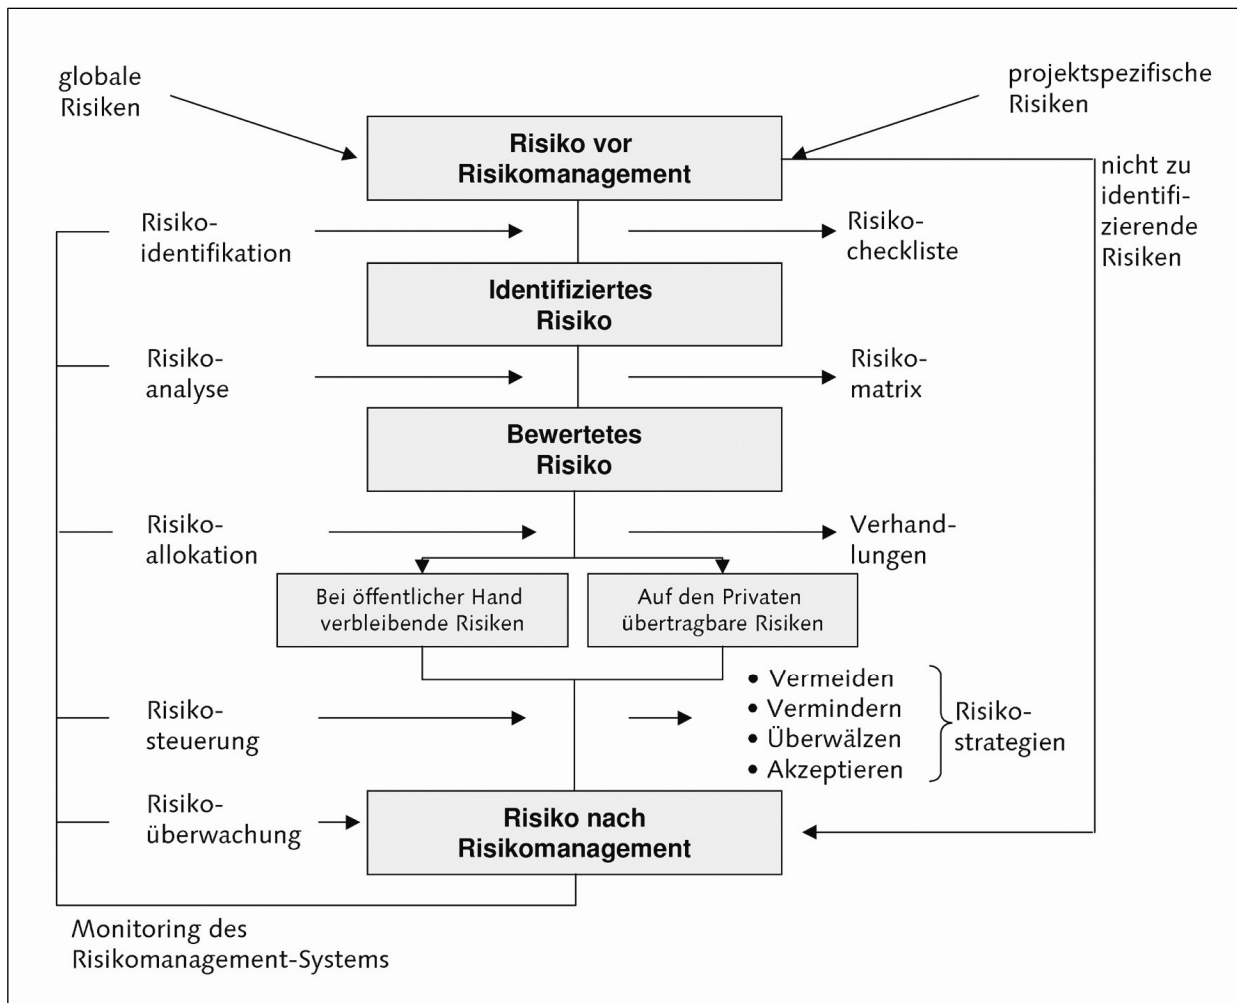 globale
Risiken
projektspezifische
Risiken
Risiko vor
Risikomanagement
nicht zu
identifi-
zierende
Risiken
Risiko-
identifikation
Risiko-
checkliste
Identifiziertes
Risiko
Risiko-
analyse
Risiko-
matrix
Bewertetes
Risiko
Risiko-
allokation
Verhand-
lungen
Bei öffentlicher Hand
verbleibende Risiken
Auf den Privaten
übertragbare Risiken
Risiko-
steuerung
• Vermeiden
• Vermindern
• Überwälzen
• Akzeptieren
Risiko-
strategien
Risiko-
überwachung
Risiko nach
Risikomanagement
Monitoring des
Risikomanagement-Systems